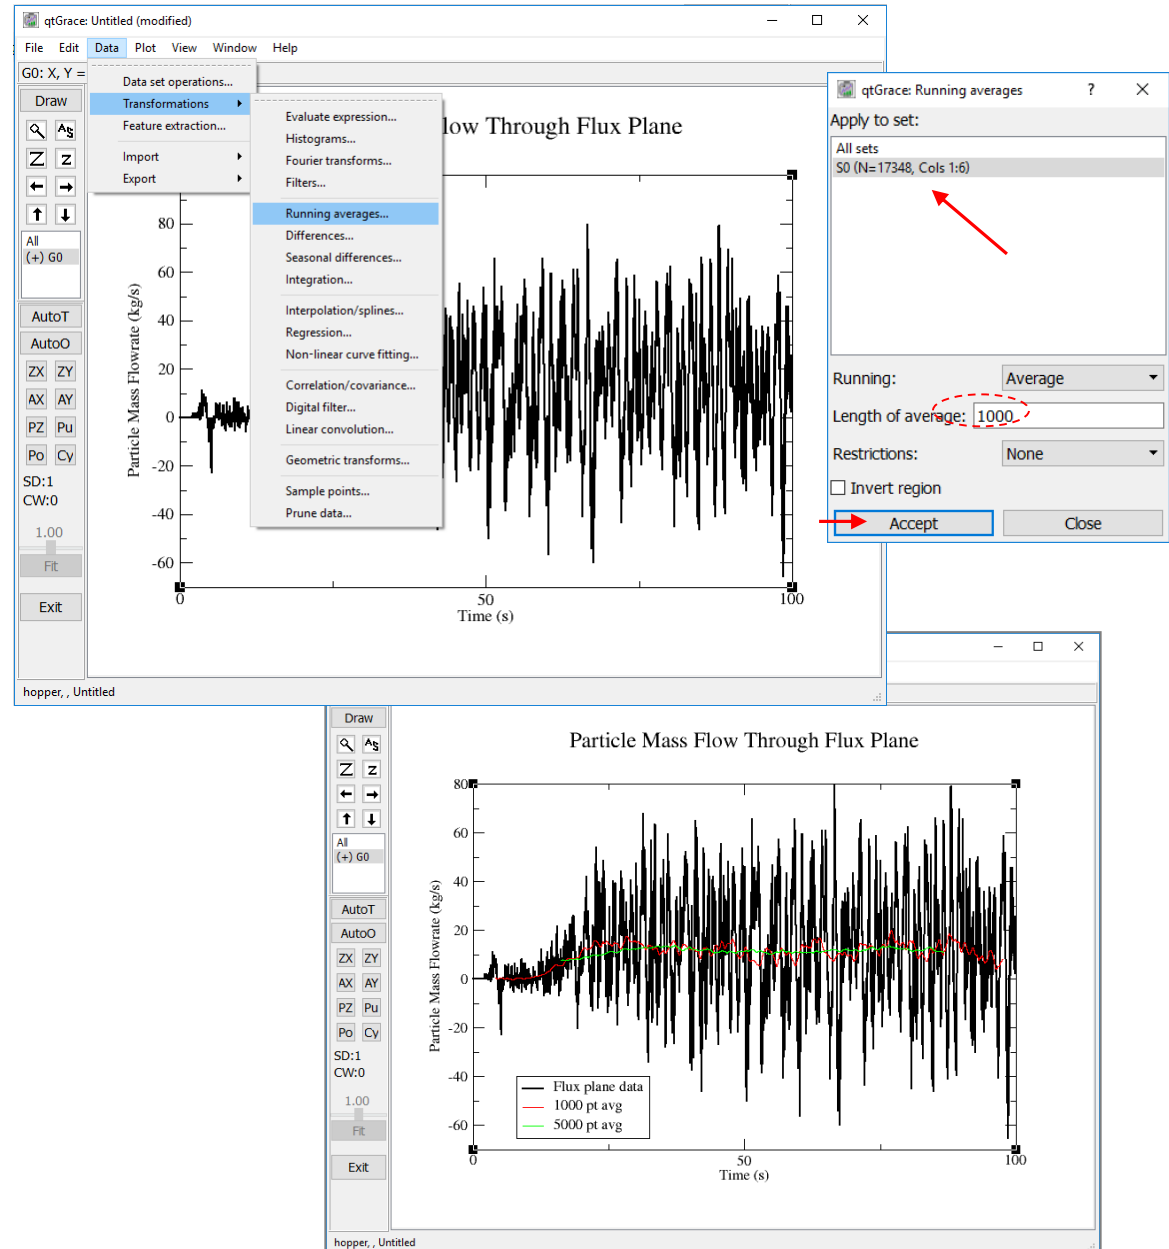 qtGrace: Untitled (modified)
File Edit Data Plot View Window Help
G0: X, Y =
Draw
Data set operations...
Transformations
Feature extraction...
Import
Export
Evaluate expression...
Histograms...
Fourier transforms...
Filters...
Running averages...
Differences...
Seasonal differences...
Integration...
Interpolation/splines...
Regression...
Non-linear curve fitting...
Correlation/covariance...
Digital filter...
Linear convolution...
Geometric transforms...
Sample points...
Prune data...
AS
Z z
All
(+) G0
AutoT
AutoO
ZX ZY
AX AY
PZ Pu
Po Cy
SD:1
CW:0
1.00
Fit
Exit
low Through Flux Plane
Particle Mass Flowrate (kg/s)
80
60
40
20
0
-20
-40
-60
0 50 100
Time (s)
hopper, , Untitled
qtGrace: Running averages ?
Apply to set:
All sets
S0 (N=17348, Cols 1:6)
Running: Average
Length of average: 1000
Restrictions: None
Invert region
Accept Close
Draw
AS
Z z
All
(+) G0
AutoT
AutoO
ZX ZY
AX AY
PZ Pu
Po Cy
SD:1
CW:0
1.00
Fit
Exit
Particle Mass Flow Through Flux Plane
Particle Mass Flowrate (kg/s)
80
60
40
20
0
-20
-40
-60
Flux plane data
1000 pt avg
5000 pt avg
0 50 100
Time (s)
hopper, , Untitled